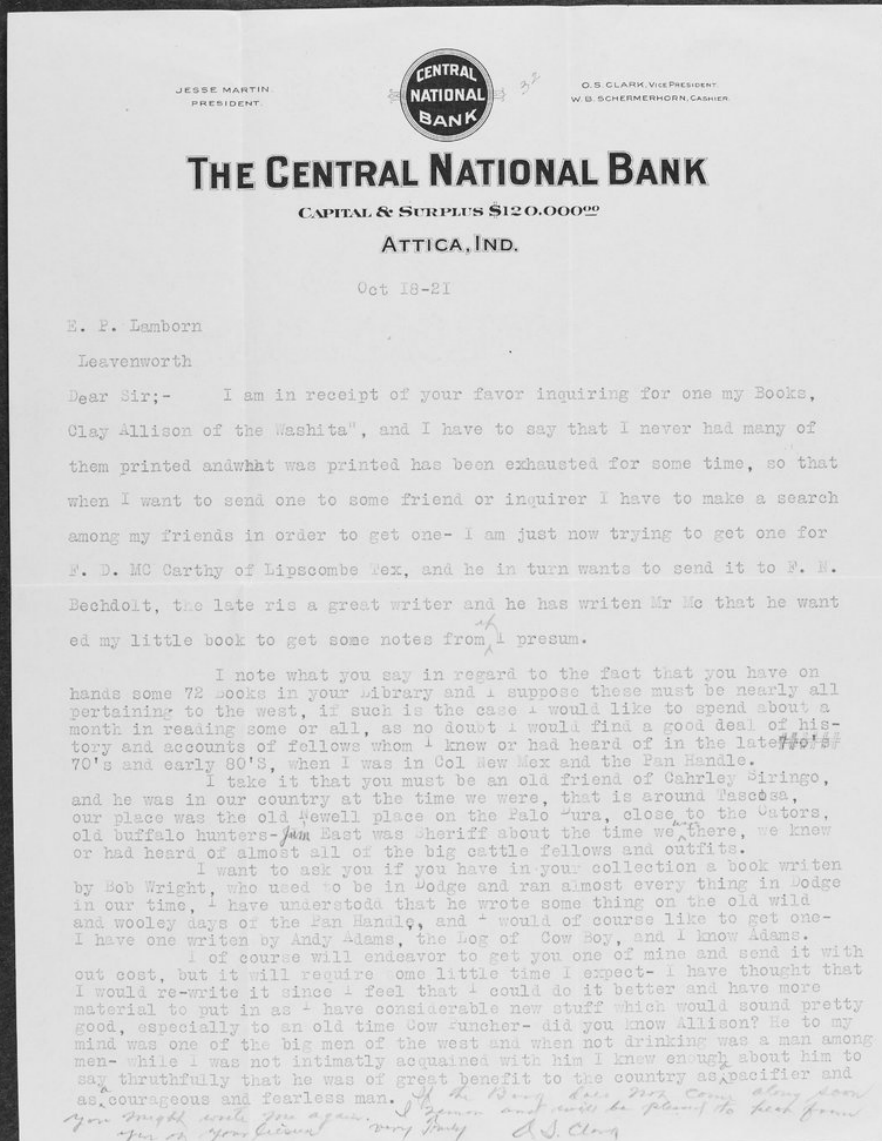 JESSE MARTIN.
PRESIDENT.
CENTRAL
NATIONAL
BANK
32
O.S. CLARK, VICE PRESIDENT.
W. B. SCHERMERHORN, CASHIER.
THE CENTRAL NATIONAL BANK
CAPITAL & SURPLUS $120.000.00
ATTICA, IND.
Oct 18-21
E. P. Lamborn
Leavenworth
Dear Sir;- I am in receipt of your favor inquiring for one my Books,
Clay Allison of the Washita", and I have to say that I never had many of
them printed andwhat was printed has been exhausted for some time, so that
when I want to send one to some friend or inquirer I have to make a search
among my friends in order to get one- I am just now trying to get one for
F. D. MC Carthy of Lipscombe Tex, and he in turn wants to send it to F. R.
Bechdolt, the late ris a great writer and he has writen Mr Mc that he want
ed my little book to get some notes from I presum.
I note what you say in regard to the fact that you have on
hands some 72 Books in your Library and I suppose these must be nearly all
pertaining to the west, if such is the case I would like to spend about a
month in reading some or all, as no doubt I would find a good deal of his-
tory and accounts of fellows whom I knew or had heard of in the late
70's and early 80'S, when I was in Col New Mex and the Pan Handle.
I take it that you must be an old friend of Cahrley Siringo,
and he was in our country at the time we were, that is around Tascosa,
our place was the old Newell place on the Palo Dura, close to the Cators,
old buffalo hunters- Jim East was Sheriff about the time we was there, we knew
or had heard of almost all of the big cattle fellows and outfits.
I want to ask you if you have in your collection a book writen
by Bob Wright, who used to be in Dodge and ran almost every thing in Dodge
in our time, I have understodd that he wrote some thing on the old wild
and wooley days of the Pan Handle, and I would of course like to get one-
I have one writen by Andy Adams, the Log of Cow Boy, and I know Adams.
I of course will endeavor to get you one of mine and send it with
out cost, but it will require some little time I expect- I have thought that
I would re-write it since I feel that I could do it better and have more
material to put in as I have considerable new stuff which would sound pretty
good, especially to an old time Cow Puncher- did you know Allison? He to my
mind was one of the big men of the west and when not drinking was a man among
men- while I was not intimatly acquained with him I knew enough about him to
say thruthfully that he was of great benefit to the country as pacifier and
as courageous and fearless man. If the Book does not come along soon
you might write me again. I and will be pleased to hear from
you at your leisure Very Truly O. S. Clark